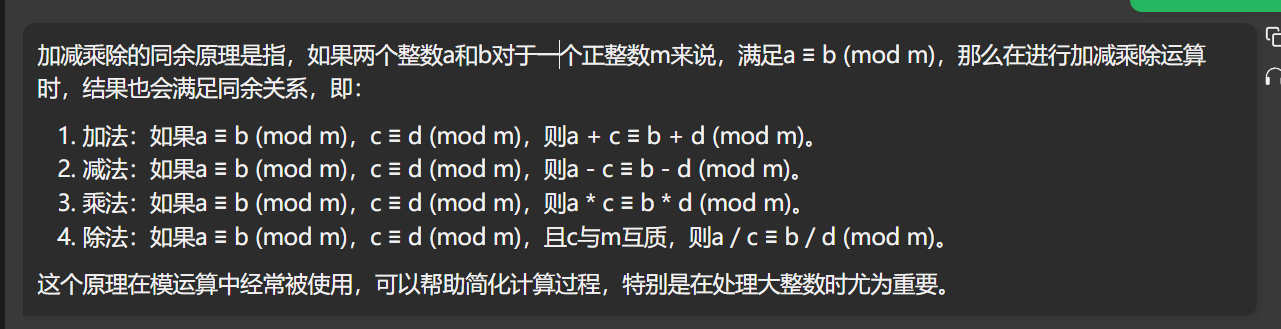 加减乘除的同余原理是指，如果两个整数a和b对于一个正整数m来说，满足a ≡ b (mod m)，那么在进行加减乘除运算
时，结果也会满足同余关系，即：
1. 加法：如果a ≡ b (mod m)，c ≡ d (mod m)，则a + c ≡ b + d (mod m)。
2. 减法：如果a ≡ b (mod m)，c ≡ d (mod m)，则a - c ≡ b - d (mod m)。
3. 乘法：如果a ≡ b (mod m)，c ≡ d (mod m)，则a * c ≡ b * d (mod m)。
4. 除法：如果a ≡ b (mod m)，c ≡ d (mod m)，且c与m互质，则a / c ≡ b / d (mod m)。
这个原理在模运算中经常被使用，可以帮助简化计算过程，特别是在处理大整数时尤为重要。